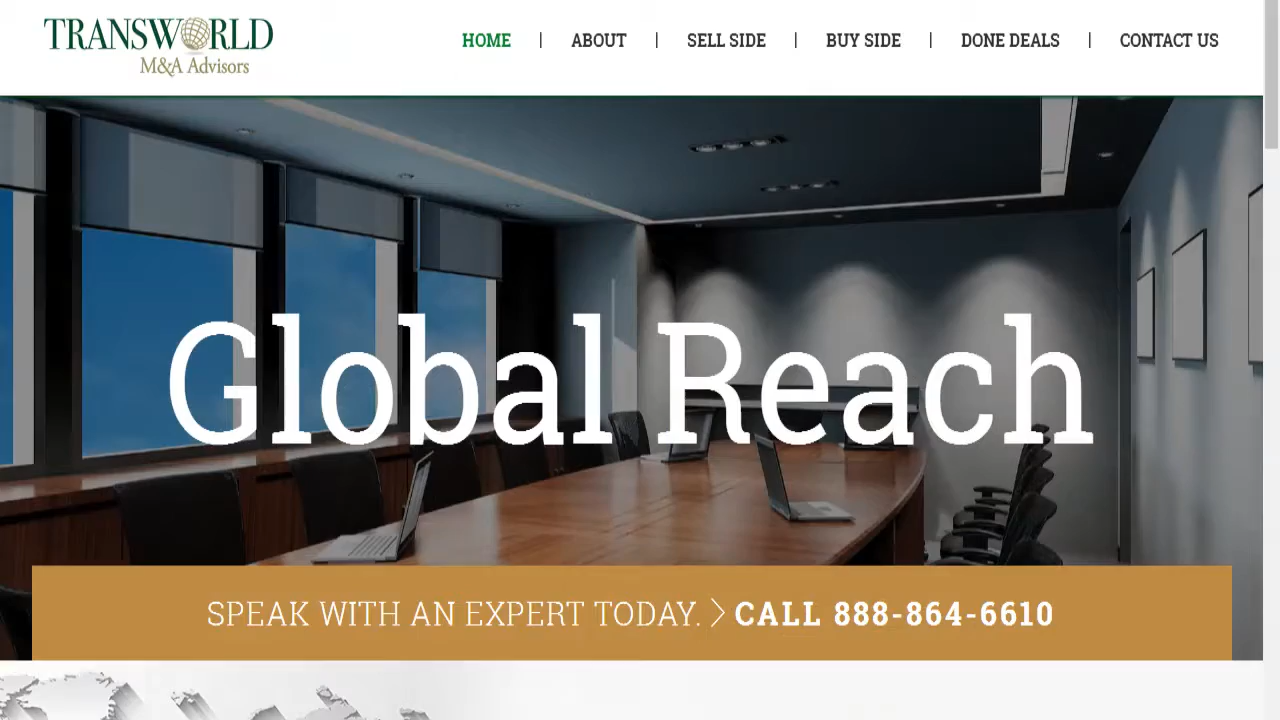 TRANSWORLD
M&A Advisors
HOME | ABOUT | SELL SIDE | BUY SIDE | DONE DEALS | CONTACT US
Global Reach
SPEAK WITH AN EXPERT TODAY. > CALL 888-864-6610